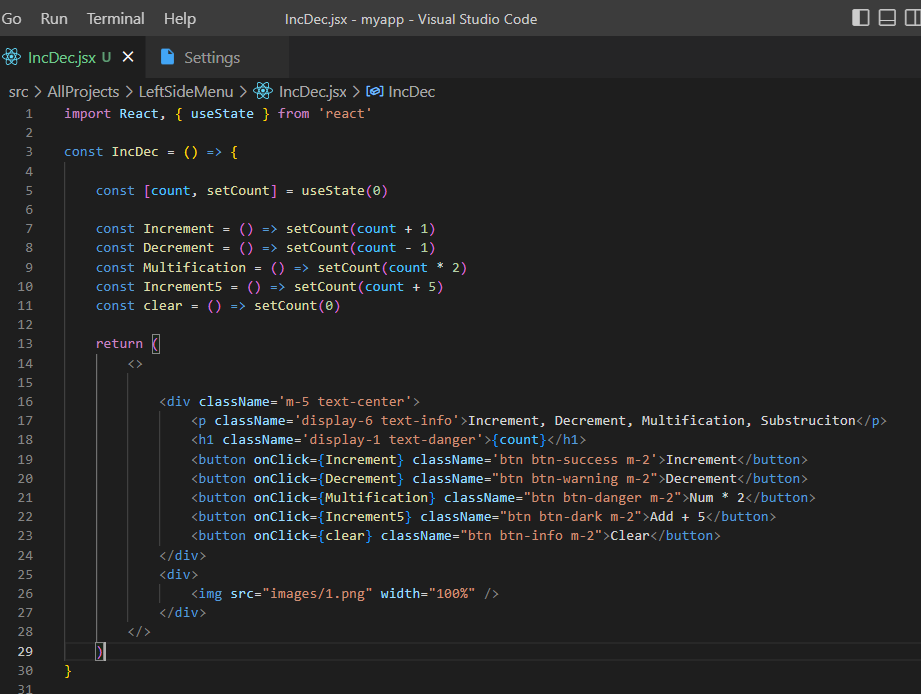 Go Run Terminal Help IncDec.jsx - myapp - Visual Studio Code
IncDec.jsx U Settings
src > AllProjects > LeftSideMenu > IncDec.jsx > IncDec
1 import React, { useState } from 'react'
2
3 const IncDec = () => {
4
5 const [count, setCount] = useState(0)
6
7 const Increment = () => setCount(count + 1)
8 const Decrement = () => setCount(count - 1)
9 const Multification = () => setCount(count * 2)
10 const Increment5 = () => setCount(count + 5)
11 const clear = () => setCount(0)
12
13 return (
14 <>
15
16 <div className='m-5 text-center'>
17 <p className='display-6 text-info'>Increment, Decrement, Multification, Substruciton</p>
18 <h1 className='display-1 text-danger'>{count}</h1>
19 <button onClick={Increment} className='btn btn-success m-2'>Increment</button>
20 <button onClick={Decrement} className="btn btn-warning m-2">Decrement</button>
21 <button onClick={Multification} className="btn btn-danger m-2">Num * 2</button>
22 <button onClick={Increment5} className="btn btn-dark m-2">Add + 5</button>
23 <button onClick={clear} className="btn btn-info m-2">Clear</button>
24 </div>
25 <div>
26 <img src="images/1.png" width="100%" />
27 </div>
28 </>
29 )
30 }
31